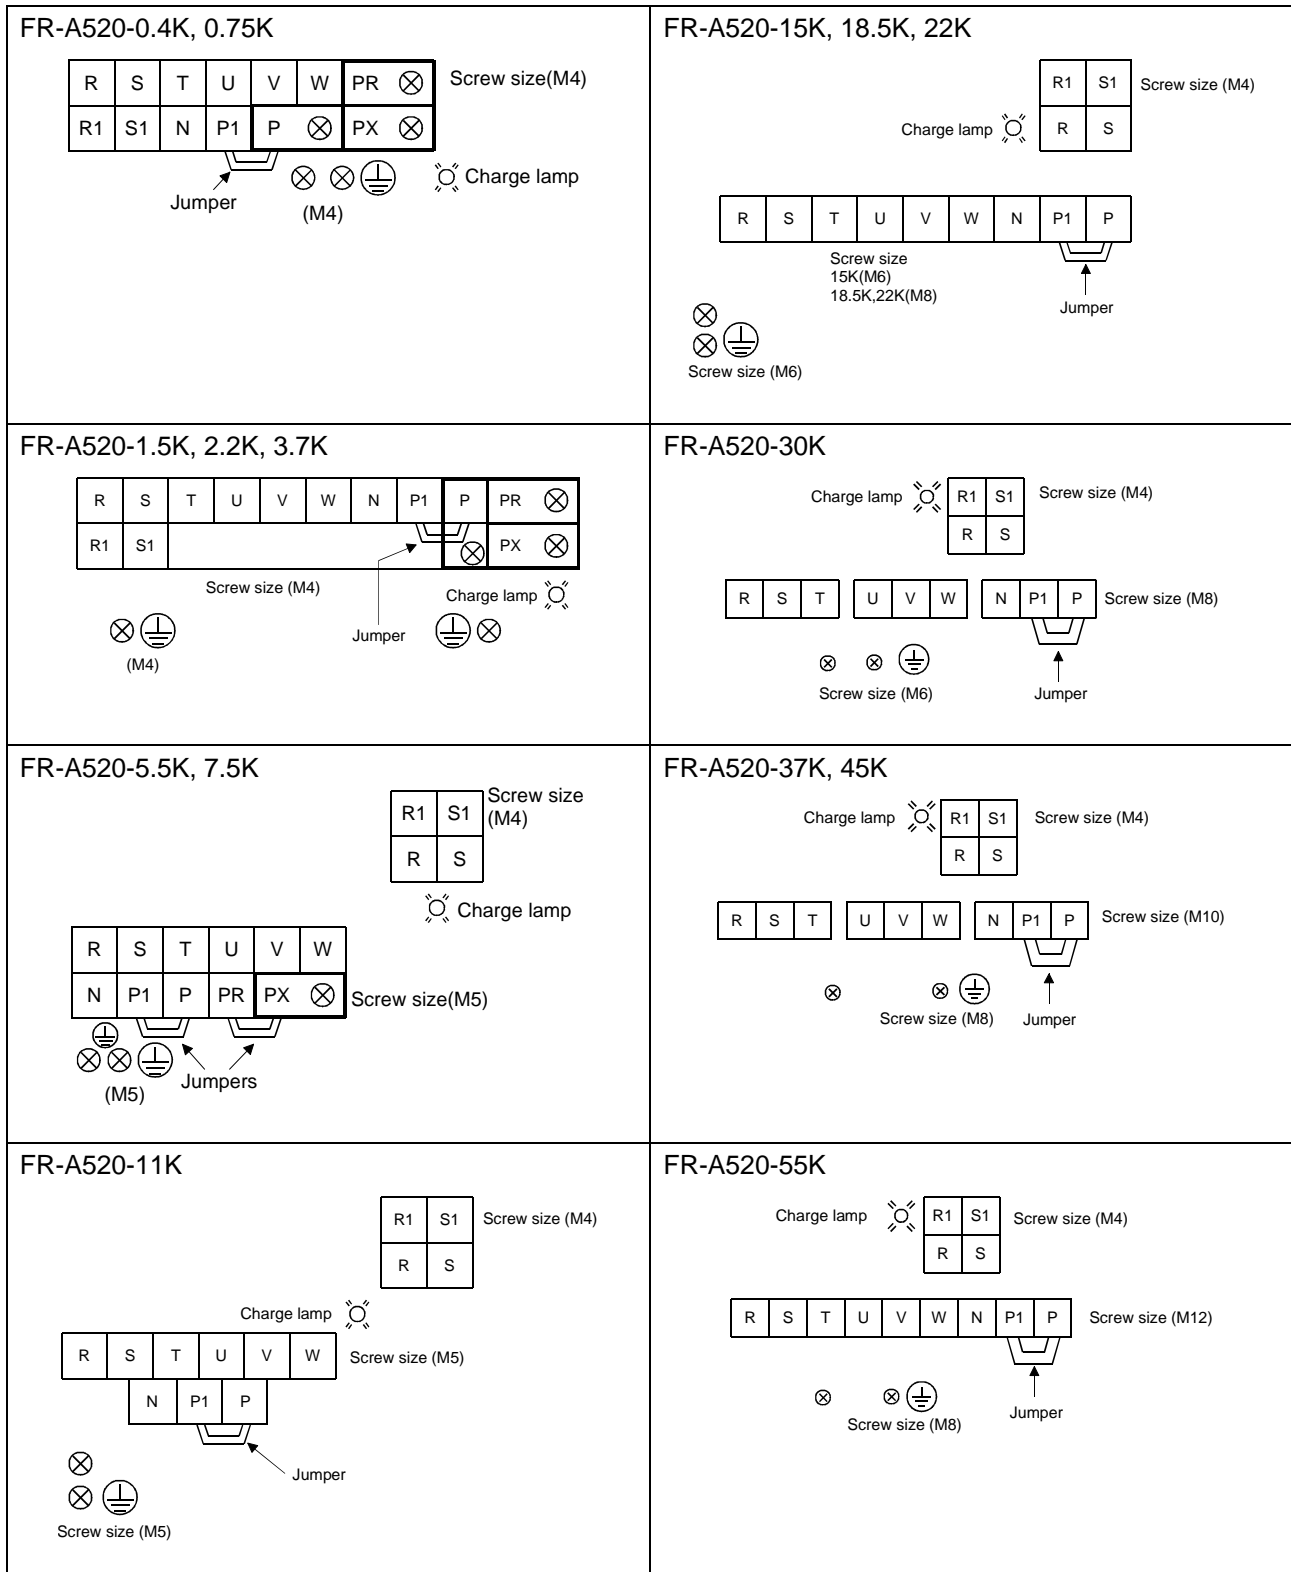 FR-A520-0.4K, 0.75K
R S T U V W PR
Screw size(M4)
R1 S1 N P1 P PX
Jumper
(M4)
Charge lamp
FR-A520-15K, 18.5K, 22K
R1 S1
Screw size (M4)
Charge lamp
R S
R S T U V W N P1 P
Screw size
15K(M6)
18.5K,22K(M8)
Jumper
Screw size (M6)
FR-A520-1.5K, 2.2K, 3.7K
R S T U V W N P1 P PR
R1 S1 PX
Screw size (M4)
Charge lamp
Jumper
(M4)
FR-A520-30K
Charge lamp
R1 S1
Screw size (M4)
R S
R S T U V W N P1 P
Screw size (M8)
Screw size (M6)
Jumper
FR-A520-5.5K, 7.5K
R1 S1
Screw size
(M4)
R S
Charge lamp
R S T U V W
N P1 P PR PX
Screw size(M5)
Jumpers
(M5)
FR-A520-37K, 45K
Charge lamp
R1 S1
Screw size (M4)
R S
R S T U V W N P1 P
Screw size (M10)
Screw size (M8)
Jumper
FR-A520-11K
R1 S1
Screw size (M4)
R S
Charge lamp
R S T U V W
Screw size (M5)
N P1 P
Jumper
Screw size (M5)
FR-A520-55K
Charge lamp
R1 S1
Screw size (M4)
R S
R S T U V W N P1 P
Screw size (M12)
Jumper
Screw size (M8)